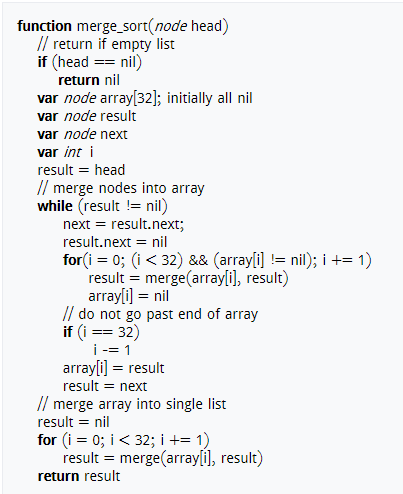 function merge_sort(node head)
// return if empty list
if (head == nil)
return nil
var node array[32]; initially all nil
var node result
var node next
var int i
result = head
// merge nodes into array
while (result != nil)
next = result.next;
result.next = nil
for(i = 0; (i < 32) && (array[i] != nil); i += 1)
result = merge(array[i], result)
array[i] = nil
// do not go past end of array
if (i == 32)
i -= 1
array[i] = result
result = next
// merge array into single list
result = nil
for (i = 0; i < 32; i += 1)
result = merge(array[i], result)
return result